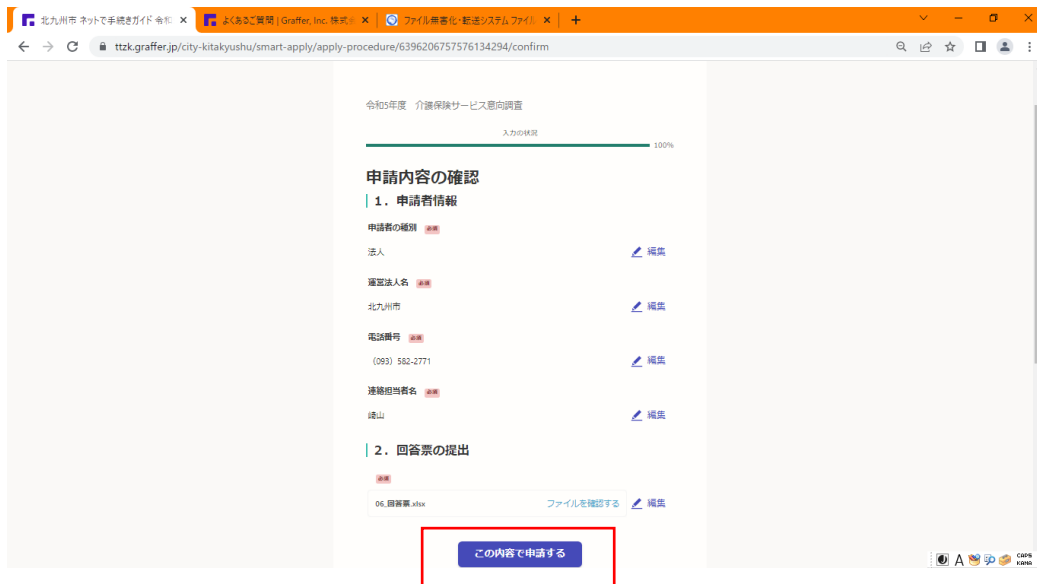 北九州市 ネットで手続きガイド 令和
よくあるご質問 | Graffer, Inc. 株式会
ファイル無害化・転送システム ファイル
ttzk.graffer.jp/city-kitakyushu/smart-apply/apply-procedure/6396206757576134294/confirm
令和5年度 介護保険サービス意向調査
入力の状況
100%
申請内容の確認
1. 申請者情報
申請者の種別 必須
法人 編集
運営法人名 必須
北九州市 編集
電話番号 必須
(093) 582-2771 編集
連絡担当者名 必須
崎山 編集
2. 回答票の提出
必須
06_回答票.xlsx ファイルを確認する 編集
この内容で申請する
A CAPS
KANA